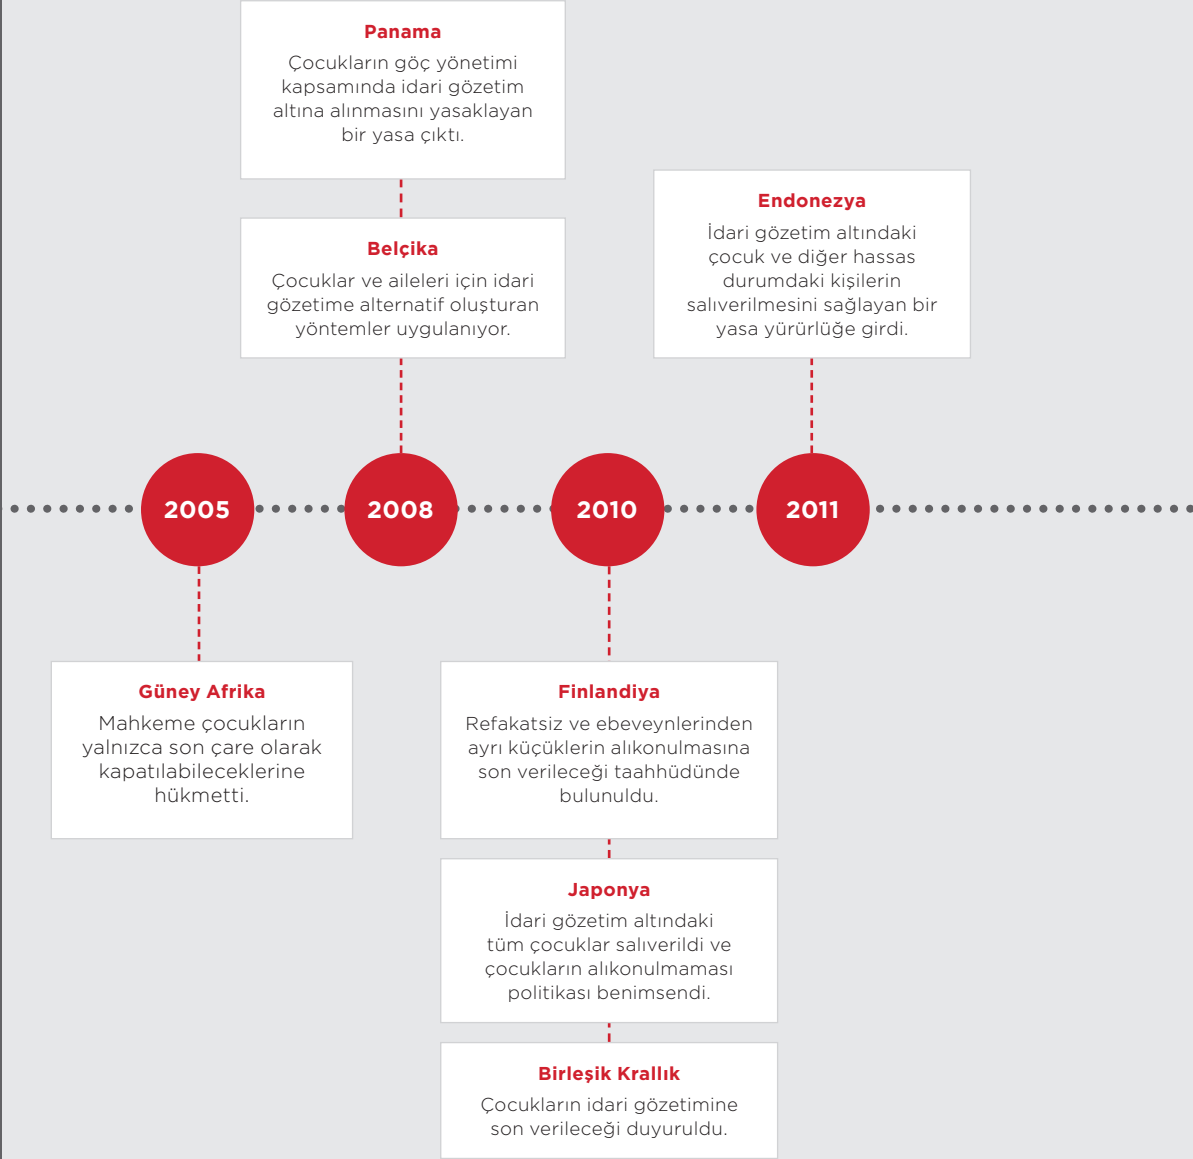 Panama
Çocukların göç yönetimi
kapsamında idari gözetim
altına alınmasını yasaklayan
bir yasa çıktı.
Belçika
Çocuklar ve aileleri için idari
gözetime alternatif oluşturan
yöntemler uygulanıyor.
Endonezya
İdari gözetim altındaki
çocuk ve diğer hassas
durumdaki kişilerin
salıverilmesini sağlayan bir
yasa yürürlüğe girdi.
2005
2008
2010
2011
Güney Afrika
Mahkeme çocukların
yalnızca son çare olarak
kapatılabileceklerine
hükmetti.
Finlandiya
Refakatsiz ve ebeveynlerinden
ayrı küçüklerin alıkonulmasına
son verileceği taahhüdünde
bulunuldu.
Japonya
İdari gözetim altındaki
tüm çocuklar salıverildi ve
çocukların alıkonulmaması
politikası benimsendi.
Birleşik Krallık
Çocukların idari gözetimine
son verileceği duyuruldu.